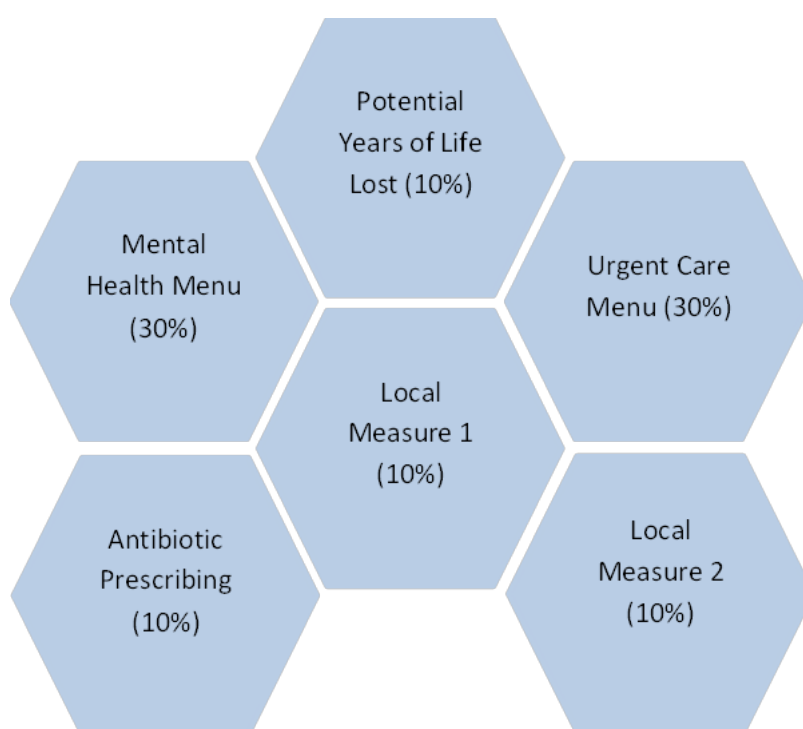 Potential
Years of Life
Lost (10%)
Mental
Health Menu
(30%)
Urgent Care
Menu (30%)
Local
Measure 1
(10%)
Antibiotic
Prescribing
(10%)
Local
Measure 2
(10%)